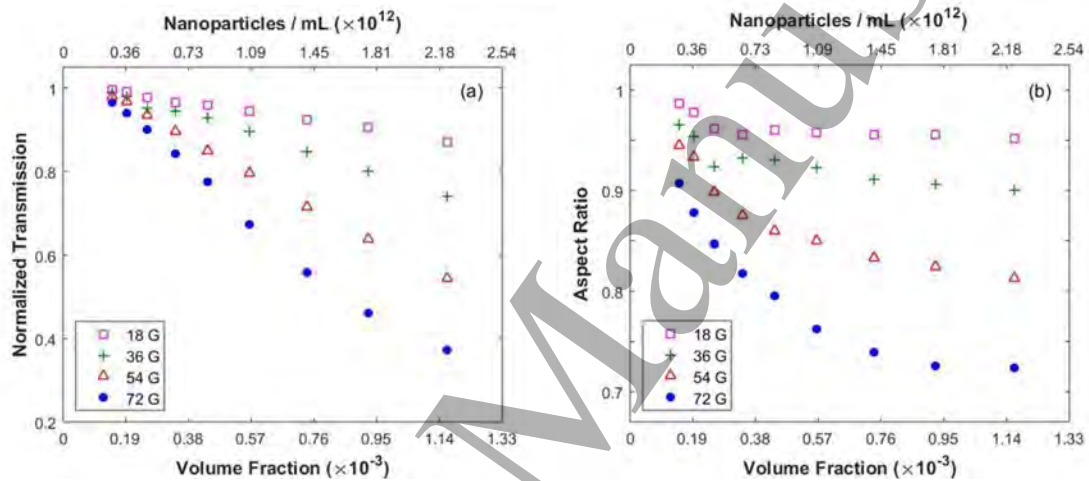 Nanoparticles / mL (×10¹²)
0 0.36 0.73 1.09 1.45 1.81 2.18 2.54
(a)
1
0.8
0.6
0.4
0.2
Normalized Transmission
18 G
36 G
54 G
72 G
0 0.19 0.38 0.57 0.76 0.95 1.14 1.33
Volume Fraction (×10⁻³)
Nanoparticles / mL (×10¹²)
0 0.36 0.73 1.09 1.45 1.81 2.18 2.54
(b)
1
0.9
0.8
0.7
Aspect Ratio
18 G
36 G
54 G
72 G
0 0.19 0.38 0.57 0.76 0.95 1.14 1.33
Volume Fraction (×10⁻³)
Manu